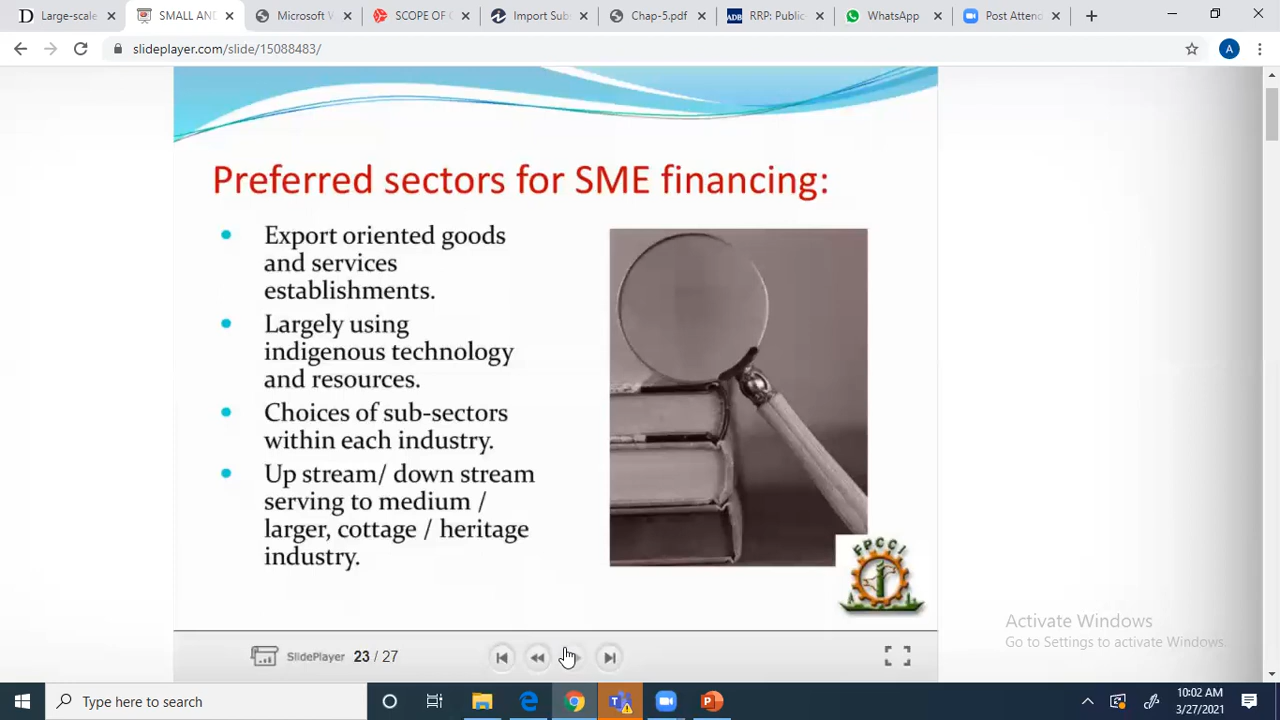 Large-scale
SMALL AN
Microsoft W
SCOPE OF
Import Sub
Chap-5.pdf
RRP: Public
WhatsApp
Post Attend
slideplayer.com/slide/15088483/
A
Preferred sectors for SME financing:
Export oriented goods
and services
establishments.
Largely using
indigenous technology
and resources.
Choices of sub-sectors
within each industry.
Up stream/ down stream
serving to medium /
larger, cottage / heritage
industry.
FPCCI
Activate Windows
Go to Settings to activate Windows.
SlidePlayer 23 / 27
Type here to search
10:02 AM
3/27/2021